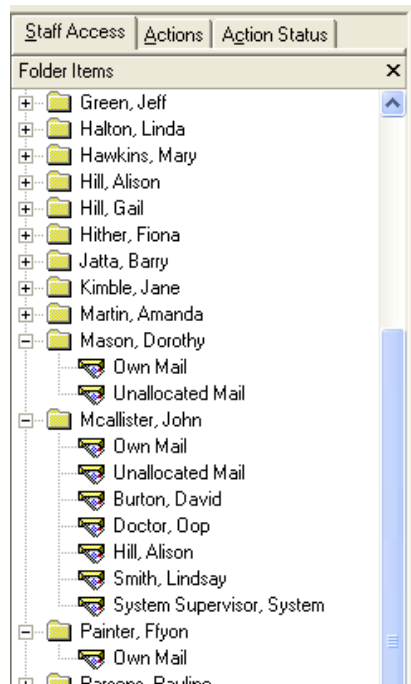 Staff Access Actions Action Status
Folder Items
Green, Jeff
Halton, Linda
Hawkins, Mary
Hill, Alison
Hill, Gail
Hither, Fiona
Jatta, Barry
Kimble, Jane
Martin, Amanda
Mason, Dorothy
Own Mail
Unallocated Mail
Mcallister, John
Own Mail
Unallocated Mail
Burton, David
Doctor, Oop
Hill, Alison
Smith, Lindsay
System Supervisor, System
Painter, Ffyon
Own Mail
Parsons, Pauline